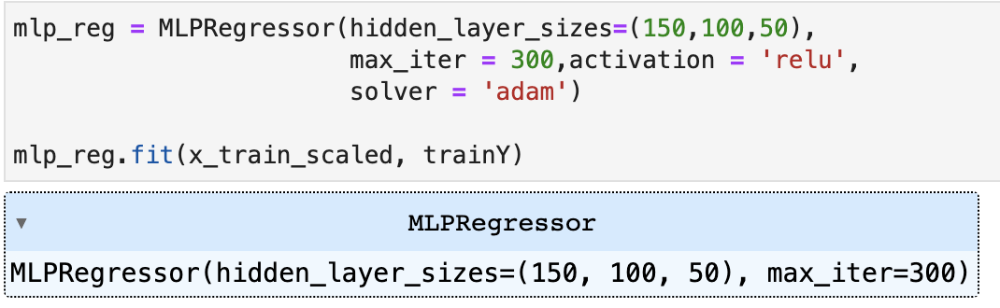 mlp_reg = MLPRegressor(hidden_layer_sizes=(150,100,50),
max_iter = 300,activation = 'relu',
solver = 'adam')
mlp_reg.fit(x_train_scaled, trainY)
MLPRegressor
MLPRegressor(hidden_layer_sizes=(150, 100, 50), max_iter=300)